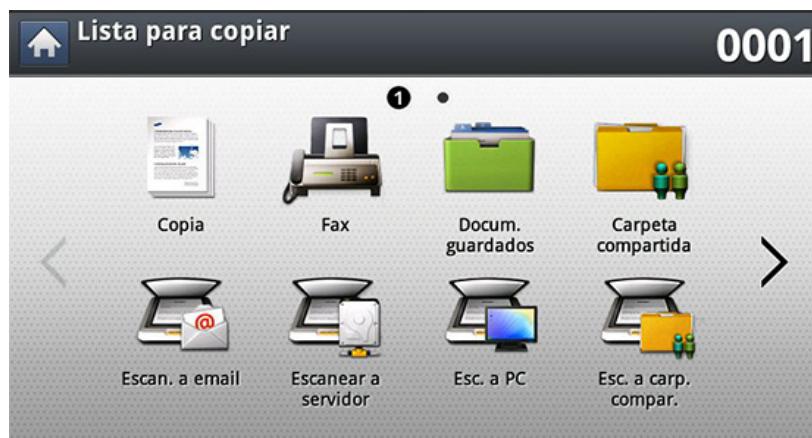 Lista para copiar
0001
1
Copia
Fax
Docum.
guardados
Carpeta
compartida
@
Escan. a email
Escanear a
servidor
Esc. a PC
Esc. a carp.
compar.